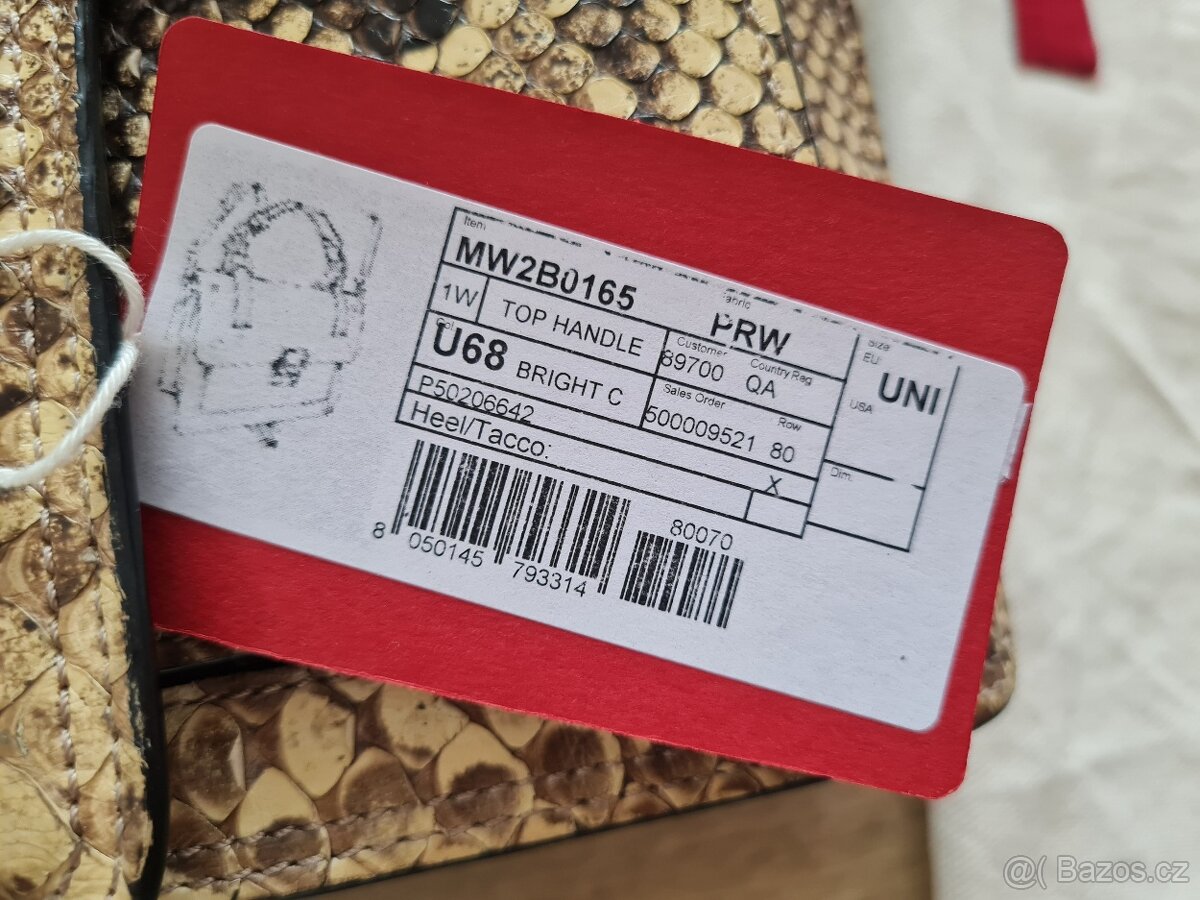 Item
MW2B0165
PRW
1W TOP HANDLE
Customer Country Reg
89700 QA
Col
U68 BRIGHT C
Sales Order Row
500009521 80
P50206642
X
Heel/Tacco:
Size
EU:
UNI
USA
Dim.
80070
8 050145 793314
@( Bazos.cz